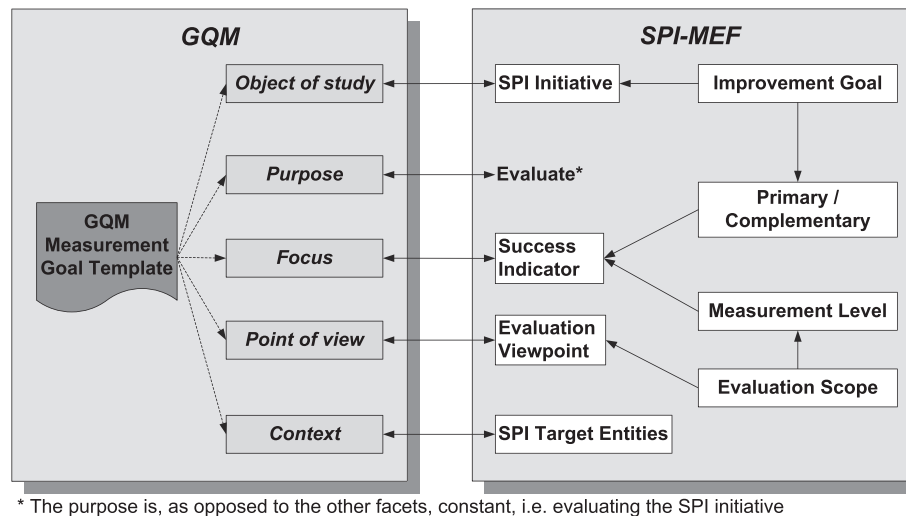 GQM
SPI-MEF
Object of study
SPI Initiative
Improvement Goal
Purpose
Evaluate*
Primary /
Complementary
GQM
Measurement
Goal Template
Focus
Success
Indicator
Measurement Level
Point of view
Evaluation
Viewpoint
Evaluation Scope
Context
SPI Target Entities
* The purpose is, as opposed to the other facets, constant, i.e. evaluating the SPI initiative